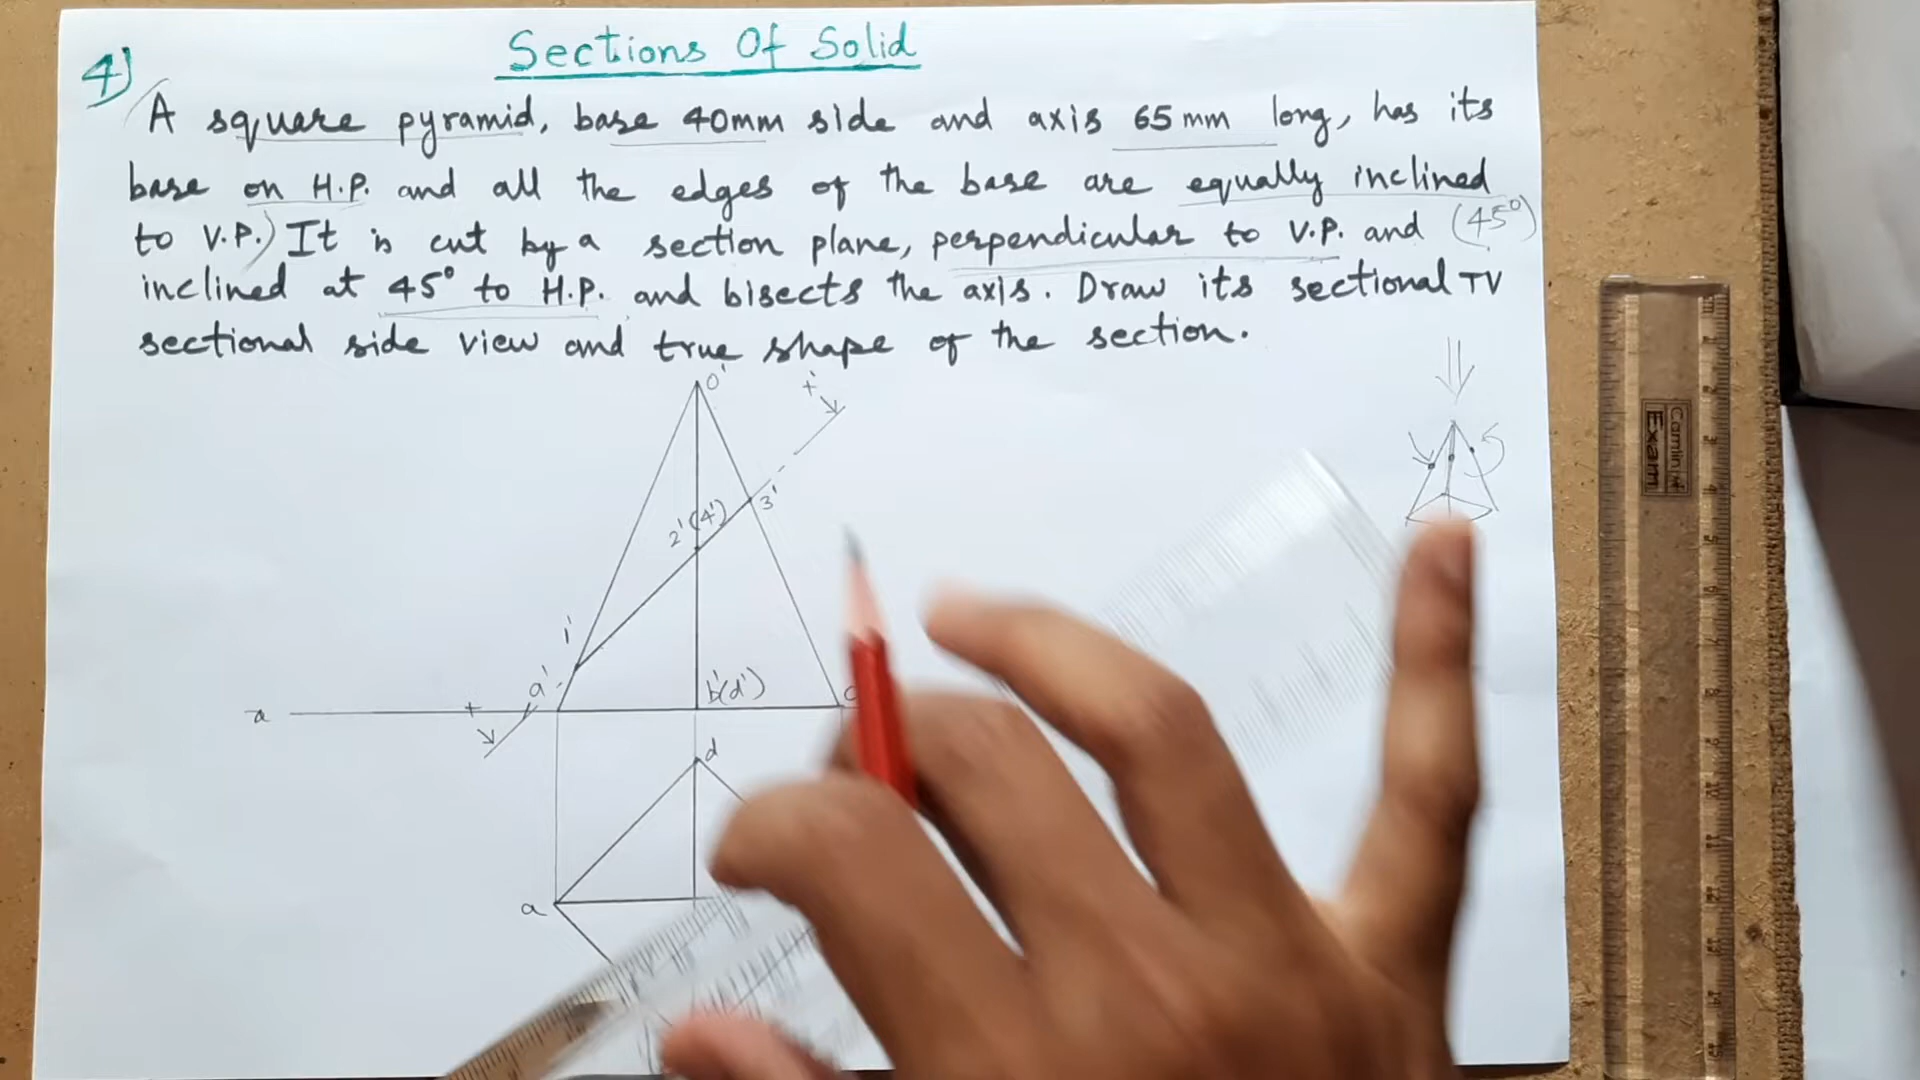 Sections Of Solid
4)
A square pyramid, base 40mm side and axis 65mm long, has its
base on H.P. and all the edges of the base are equally inclined
to V.P.) It is cut by a section plane, perpendicular to V.P. and (45°)
inclined at 45° to H.P. and bisects the axis. Draw its sectional TV
sectional side view and true shape of the section.
o'
2'(4')
3'
1'
a'
b'(d')
d
a
Camlin
Exam